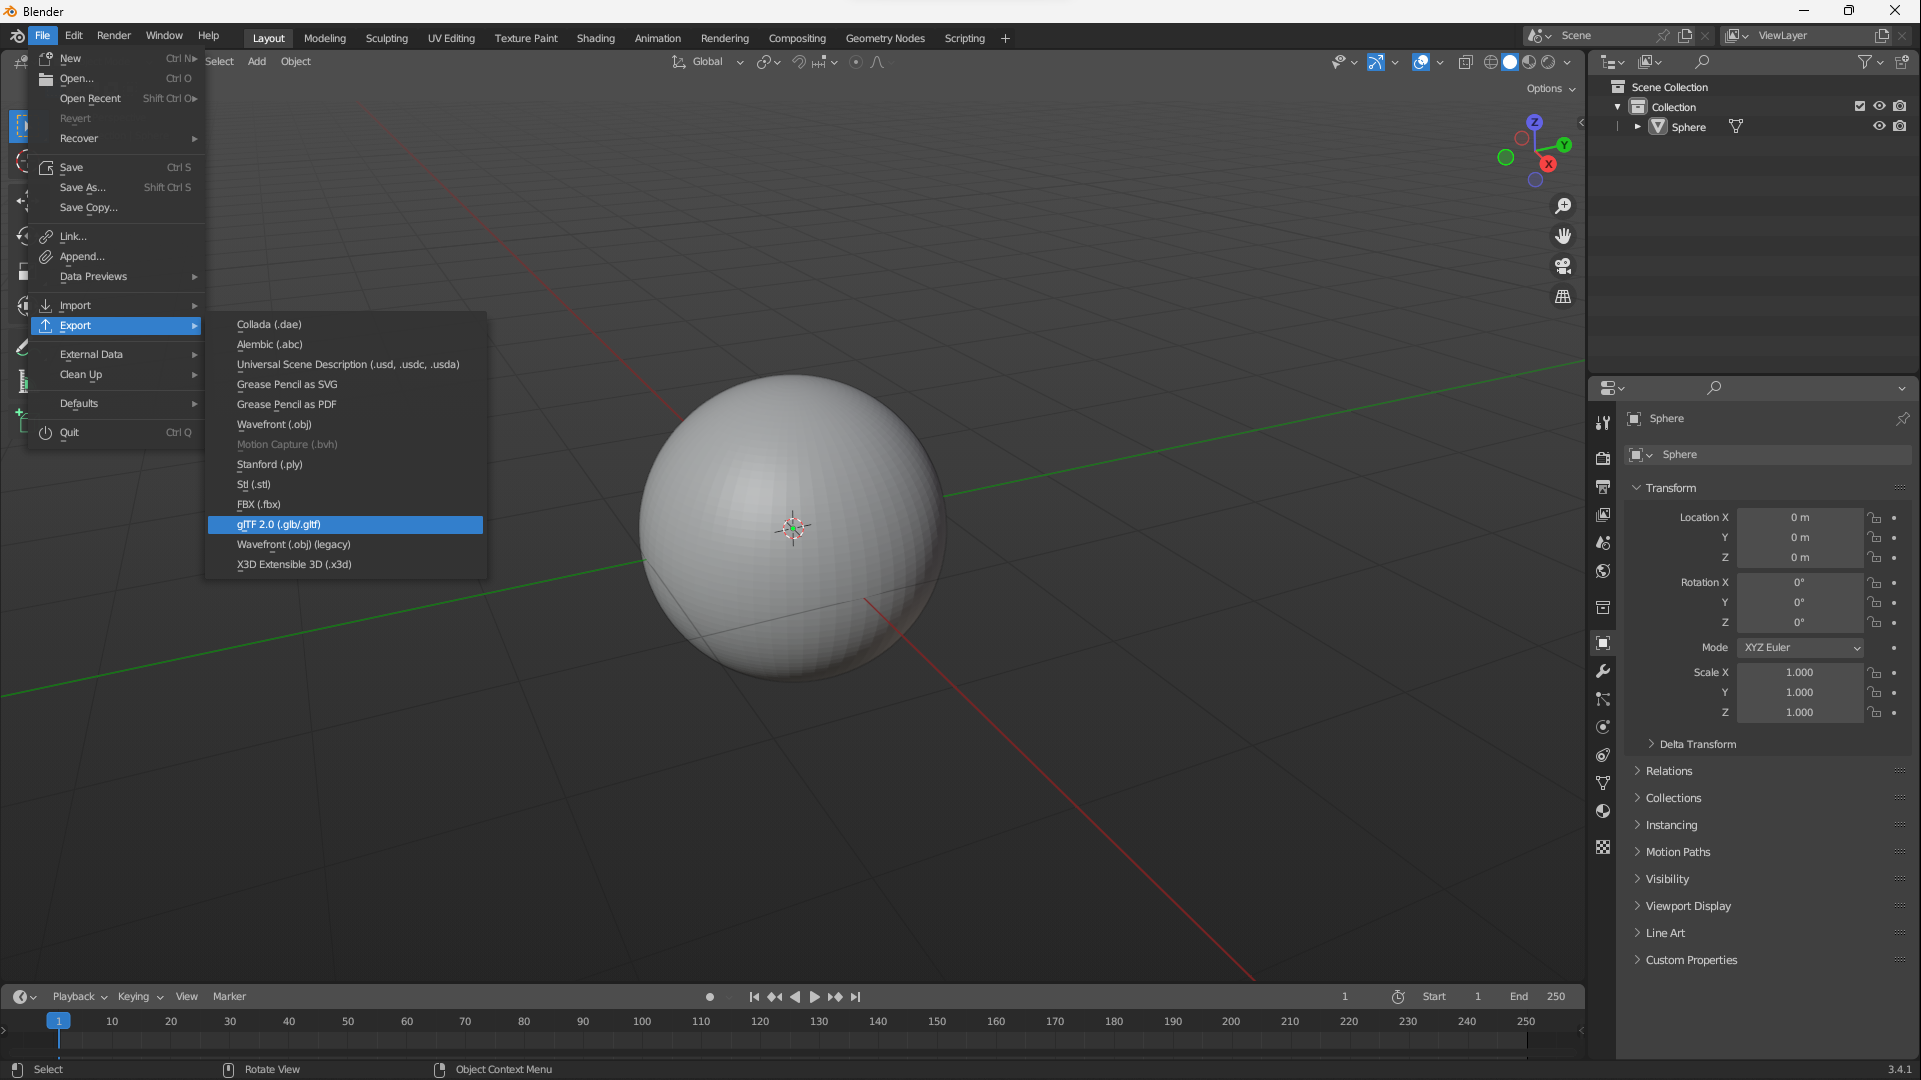 Blender
File Edit Render Window Help Layout Modeling Sculpting UV Editing Texture Paint Shading Animation Rendering Compositing Geometry Nodes Scripting + Scene ViewLayer
Select Add Object Global
Options
New Ctrl N
Open... Ctrl O
Open Recent Shift Ctrl O
Revert
Recover
Save Ctrl S
Save As... Shift Ctrl S
Save Copy...
Link...
Append...
Data Previews
Import
Export
External Data
Clean Up
Defaults
Quit Ctrl Q
Collada (.dae)
Alembic (.abc)
Universal Scene Description (.usd, .usdc, .usda)
Grease Pencil as SVG
Grease Pencil as PDF
Wavefront (.obj)
Motion Capture (.bvh)
Stanford (.ply)
Stl (.stl)
FBX (.fbx)
glTF 2.0 (.glb/.gltf)
Wavefront (.obj) (legacy)
X3D Extensible 3D (.x3d)
Z
Y
X
Scene Collection
Collection
Sphere
Sphere
Sphere
Transform
Location X 0 m
Y 0 m
Z 0 m
Rotation X 0°
Y 0°
Z 0°
Mode XYZ Euler
Scale X 1.000
Y 1.000
Z 1.000
Delta Transform
Relations
Collections
Instancing
Motion Paths
Visibility
Viewport Display
Line Art
Custom Properties
Playback Keying View Marker 1 Start 1 End 250
1 10 20 30 40 50 60 70 80 90 100 110 120 130 140 150 160 170 180 190 200 210 220 230 240 250
Select Rotate View Object Context Menu 3.4.1